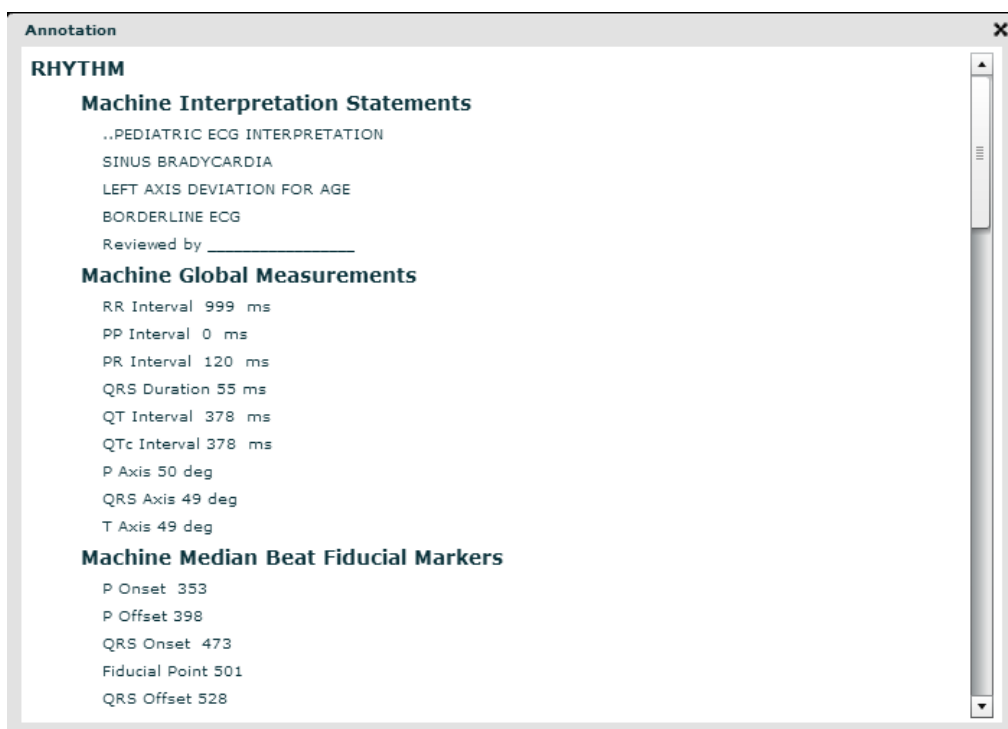 Annotation
RHYTHM
Machine Interpretation Statements
..PEDIATRIC ECG INTERPRETATION
SINUS BRADYCARDIA
LEFT AXIS DEVIATION FOR AGE
BORDERLINE ECG
Reviewed by _________________
Machine Global Measurements
RR Interval  999  ms
PP Interval  0  ms
PR Interval  120  ms
QRS Duration 55 ms
QT Interval  378  ms
QTc Interval 378  ms
P Axis 50 deg
QRS Axis 49 deg
T Axis 49 deg
Machine Median Beat Fiducial Markers
P Onset  353
P Offset 398
QRS Onset  473
Fiducial Point 501
QRS Offset 528